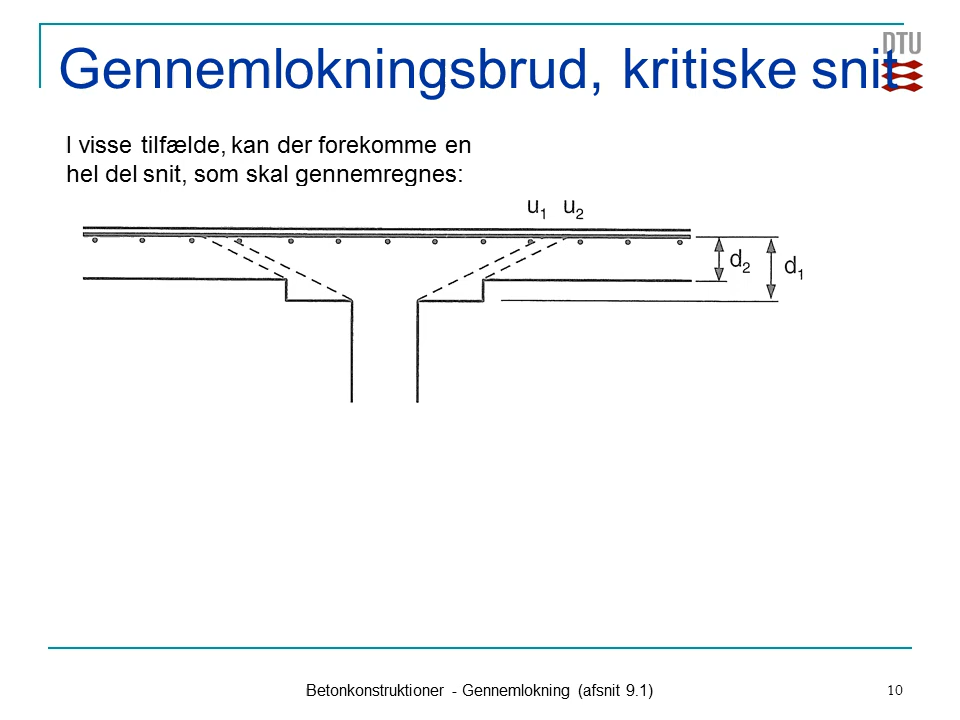 DTU
Gennemlokningsbrud, kritiske snit
I visse tilfælde, kan der forekomme en
hel del snit, som skal gennemregnes:
u1 u2
d2 d1
Betonkonstruktioner - Gennemlokning (afsnit 9.1)
10